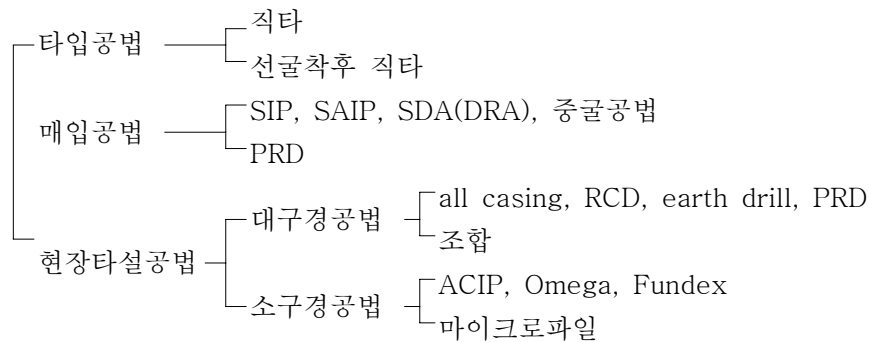 타입공법
직타
선굴착후 직타
매입공법
SIP, SAIP, SDA(DRA), 중굴공법
PRD
현장타설공법
대구경공법
all casing, RCD, earth drill, PRD
조합
소구경공법
ACIP, Omega, Fundex
마이크로파일